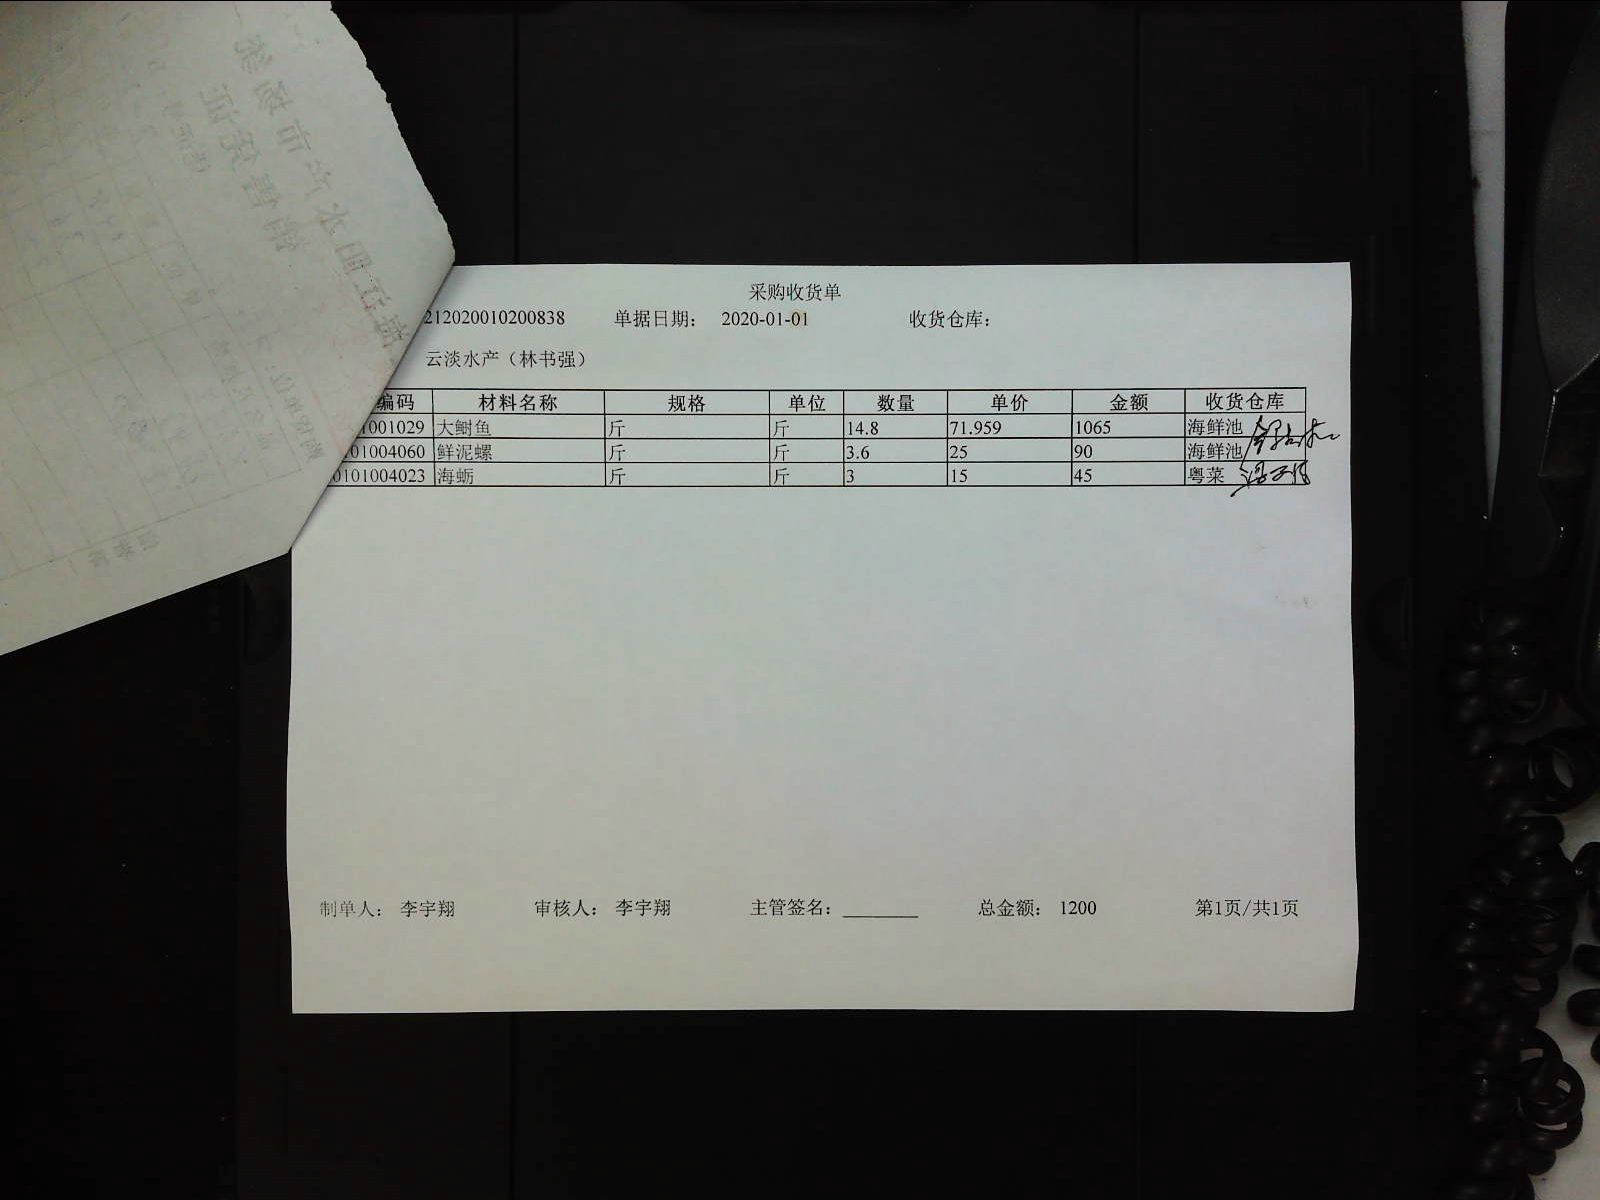 采购收货单
212020010200838 单据日期： 2020-01-01 收货仓库：
云淡水产（林书强）
编码 材料名称 规格 单位 数量 单价 金额 收货仓库
001029 大鲥鱼 斤 斤 14.8 71.959 1065 海鲜池
01004060 鲜泥螺 斤 斤 3.6 25 90 海鲜池
0101004023 海蛎 斤 斤 3 15 45 粤菜
制单人： 李宇翔 审核人： 李宇翔 主管签名： 总金额： 1200 第1页/共1页